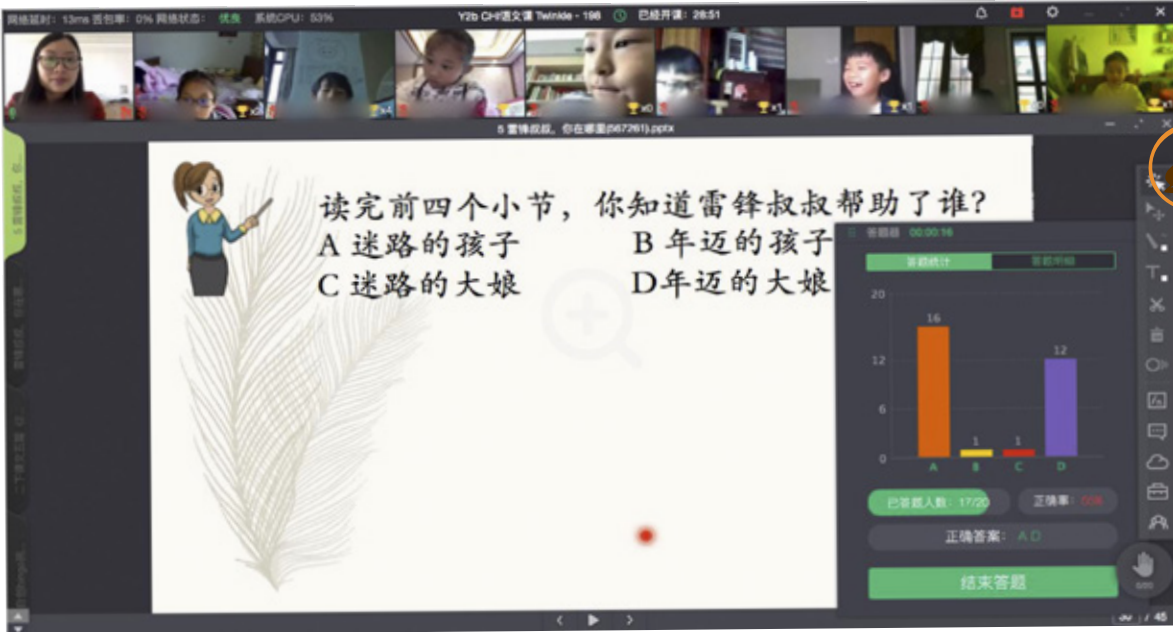 网络延时：13ms 丢包率：0% 网络状态：优良 系统CPU：53%
Y2b CHI语文课 Twinkle - 198 已经开课：28:51
5 雷锋叔叔，你在哪里(567261).pptx
读完前四个小节，你知道雷锋叔叔帮助了谁？
A 迷路的孩子 B 年迈的孩子
C 迷路的大娘 D年迈的大娘
答题器 00:00:16
答题统计 答题明细
20
16
12
12
6
1
1
0
A B C D
已答题人数：17/20 正确率：
正确答案：A D
结束答题
30 / 45